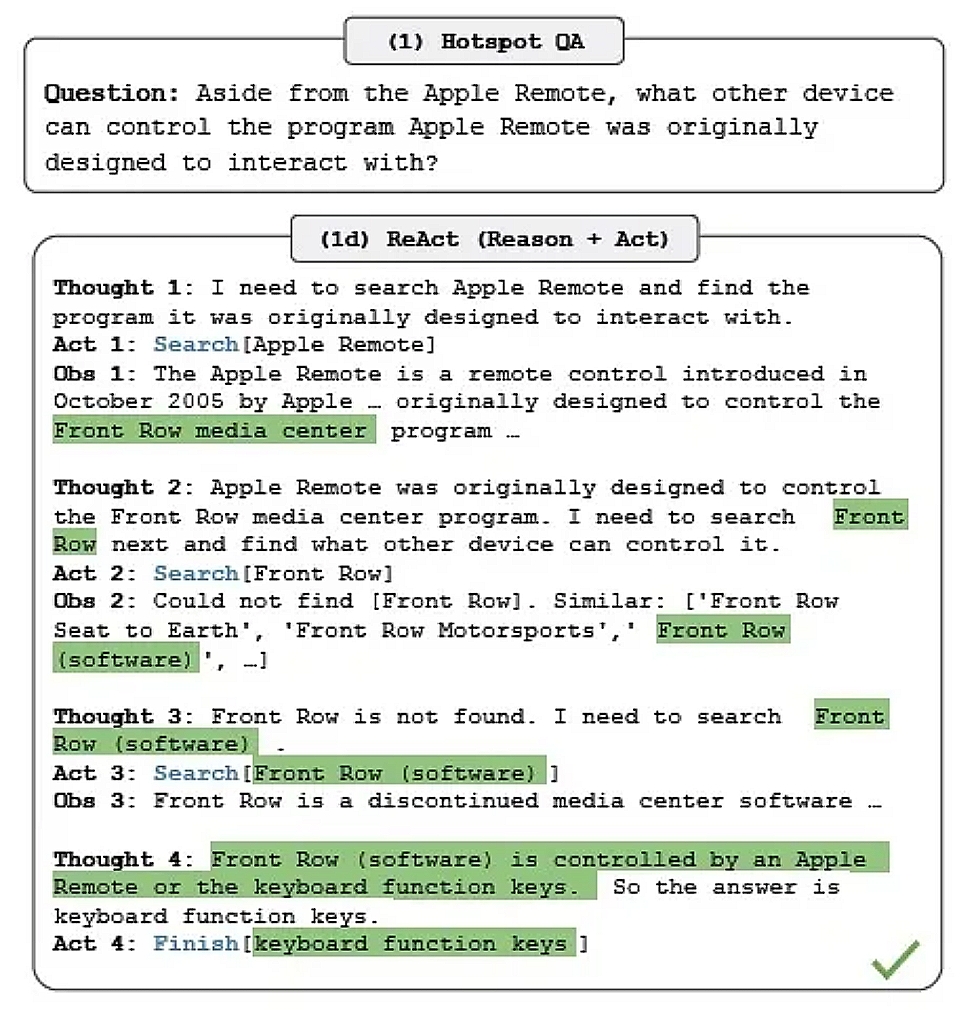 (1) Hotspot QA
Question: Aside from the Apple Remote, what other device
can control the program Apple Remote was originally
designed to interact with?
(1d) ReAct (Reason + Act)
Thought 1: I need to search Apple Remote and find the
program it was originally designed to interact with.
Act 1: Search[Apple Remote]
Obs 1: The Apple Remote is a remote control introduced in
October 2005 by Apple … originally designed to control the
Front Row media center program …
Thought 2: Apple Remote was originally designed to control
the Front Row media center program. I need to search Front
Row next and find what other device can control it.
Act 2: Search[Front Row]
Obs 2: Could not find [Front Row]. Similar: ['Front Row
Seat to Earth', 'Front Row Motorsports',' Front Row
(software) ', …]
Thought 3: Front Row is not found. I need to search Front
Row (software) .
Act 3: Search[Front Row (software) ]
Obs 3: Front Row is a discontinued media center software …
Thought 4: Front Row (software) is controlled by an Apple
Remote or the keyboard function keys. So the answer is
keyboard function keys.
Act 4: Finish[keyboard function keys ]